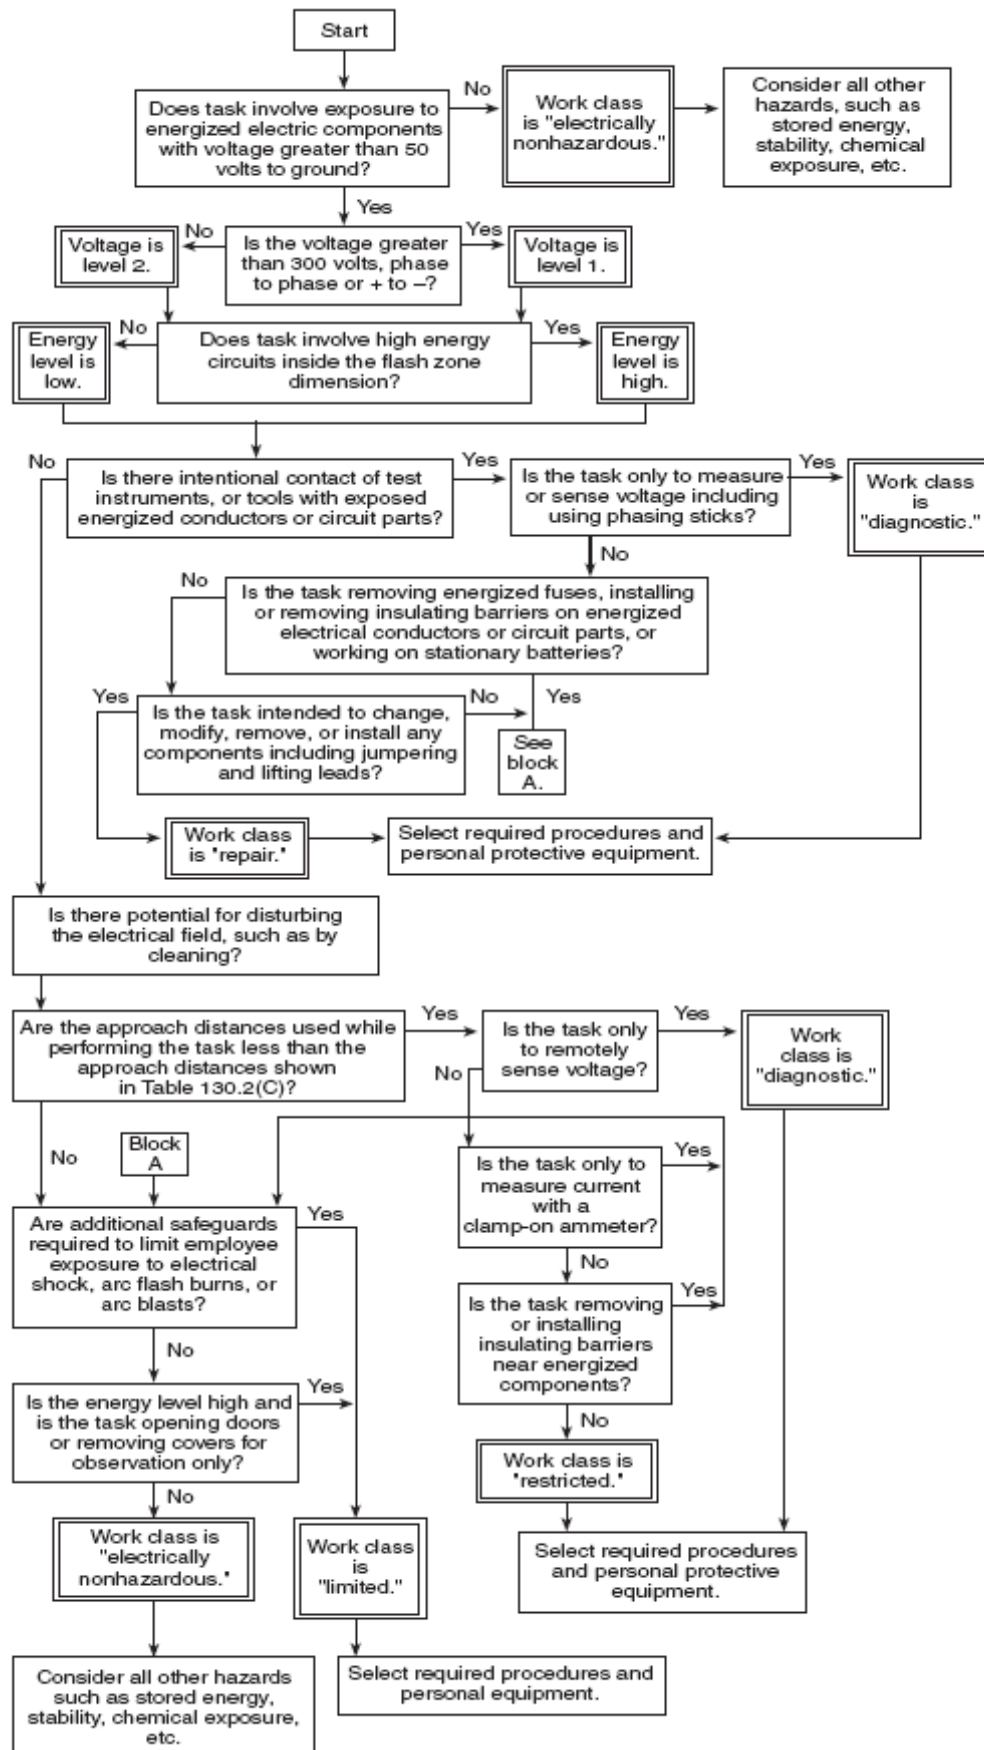 Start
Does task involve exposure to
energized electric components
with voltage greater than 50
volts to ground?
No
Work class
is "electrically
nonhazardous."
Consider all other
hazards, such as
stored energy,
stability, chemical
exposure, etc.
Yes
No
Voltage is
level 2.
Is the voltage greater
than 300 volts, phase
to phase or + to –?
Yes
Voltage is
level 1.
No
Energy
level is
low.
Does task involve high energy
circuits inside the flash zone
dimension?
Yes
Energy
level is
high.
No
Is there intentional contact of test
instruments, or tools with exposed
energized conductors or circuit parts?
Yes
Is the task only to measure
or sense voltage including
using phasing sticks?
Yes
Work class
is
"diagnostic."
No
No
Is the task removing energized fuses, installing
or removing insulating barriers on energized
electrical conductors or circuit parts, or
working on stationary batteries?
Yes
Is the task intended to change,
modify, remove, or install any
components including jumpering
and lifting leads?
No
Yes
See
block
A.
Work class
is "repair."
Select required procedures and
personal protective equipment.
Is there potential for disturbing
the electrical field, such as by
cleaning?
Are the approach distances used while
performing the task less than the
approach distances shown
in Table 130.2(C)?
Yes
Is the task only
to remotely
sense voltage?
Yes
Work
class is
"diagnostic."
No
No
Block
A
Is the task only to
measure current
with a
clamp-on ammeter?
Yes
Are additional safeguards
required to limit employee
exposure to electrical
shock, arc flash burns, or
arc blasts?
Yes
No
Is the task removing
or installing
insulating barriers
near energized
components?
Yes
No
Is the energy level high and
is the task opening doors
or removing covers for
observation only?
Yes
No
Work class is
"restricted."
No
Work class is
"electrically
nonhazardous."
Work class
is
"limited."
Select required procedures
and personal protective
equipment.
Consider all other hazards
such as stored energy,
stability, chemical exposure,
etc.
Select required procedures and
personal equipment.